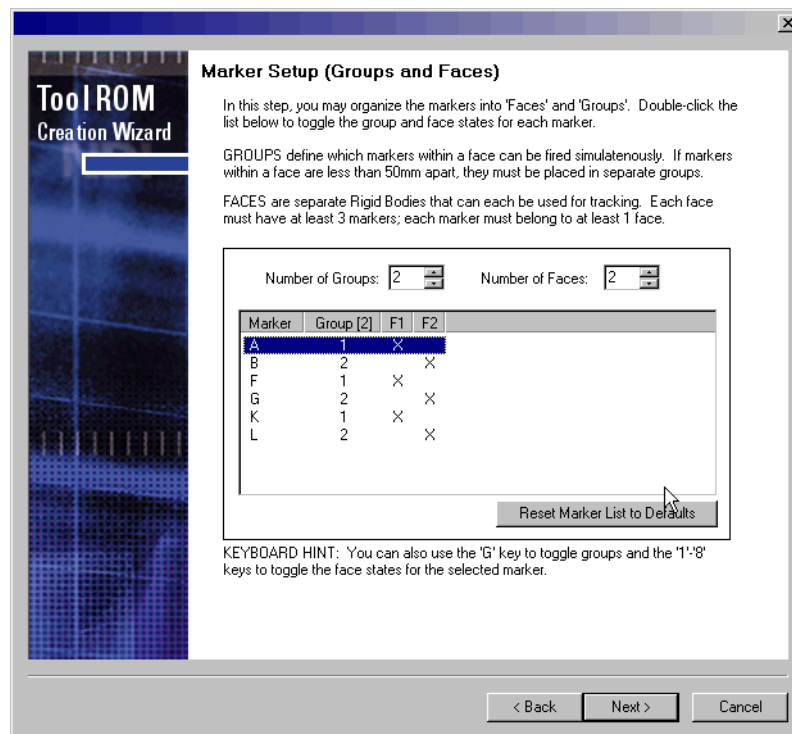 Tool ROM
Creation Wizard
Marker Setup (Groups and Faces)
In this step, you may organize the markers into 'Faces' and 'Groups'. Double-click the
list below to toggle the group and face states for each marker.
GROUPS define which markers within a face can be fired simulatenously. If markers
within a face are less than 50mm apart, they must be placed in separate groups.
FACES are separate Rigid Bodies that can each be used for tracking. Each face
must have at least 3 markers; each marker must belong to at least 1 face.
Number of Groups: 2 Number of Faces: 2
Marker Group [2] F1 F2
A 1 X
B 2 X
F 1 X
G 2 X
K 1 X
L 2 X
Reset Marker List to Defaults
KEYBOARD HINT: You can also use the 'G' key to toggle groups and the '1'-'8'
keys to toggle the face states for the selected marker.
< Back Next > Cancel